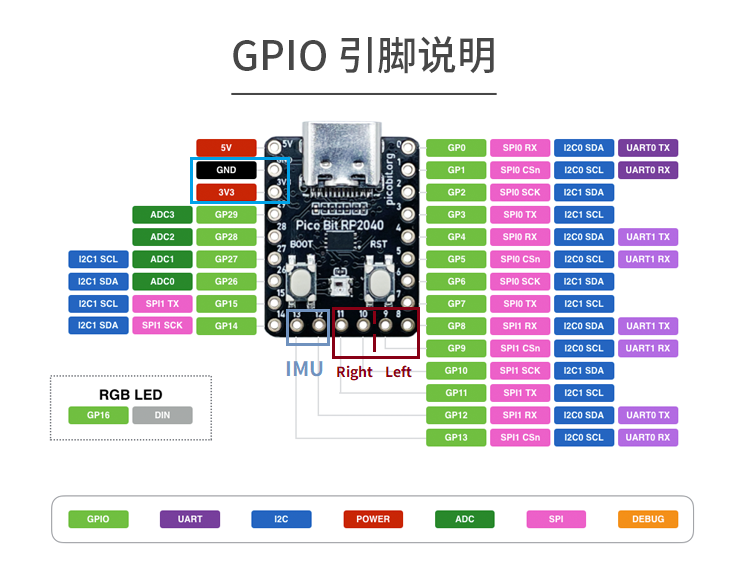 GPIO 引脚说明
5V
GND
3V3
ADC3 GP29
ADC2 GP28
I2C1 SCL ADC1 GP27
I2C1 SDA ADC0 GP26
I2C1 SCL SPI1 TX GP15
I2C1 SDA SPI1 SCK GP14
5V
3V3
29
28
27
26
15
14
0
1
2
3
4
5
6
7
8
picobit.org
Pico Bit RP2040
BOOT RST
13 12 11 10 9
IMU
Right Left
GP0 SPI0 RX I2C0 SDA UART0 TX
GP1 SPI0 CSn I2C0 SCL UART0 RX
GP2 SPI0 SCK I2C1 SDA
GP3 SPI0 TX I2C1 SCL
GP4 SPI0 RX I2C0 SDA UART1 TX
GP5 SPI0 CSn I2C0 SCL UART1 RX
GP6 SPI0 SCK I2C1 SDA
GP7 SPI0 TX I2C1 SCL
GP8 SPI1 RX I2C0 SDA UART1 TX
GP9 SPI1 CSn I2C0 SCL UART1 RX
GP10 SPI1 SCK I2C1 SDA
GP11 SPI1 TX I2C1 SCL
GP12 SPI1 RX I2C0 SDA UART0 TX
GP13 SPI1 CSn I2C0 SCL UART0 RX
RGB LED
GP16 DIN
GPIO UART I2C POWER ADC SPI DEBUG